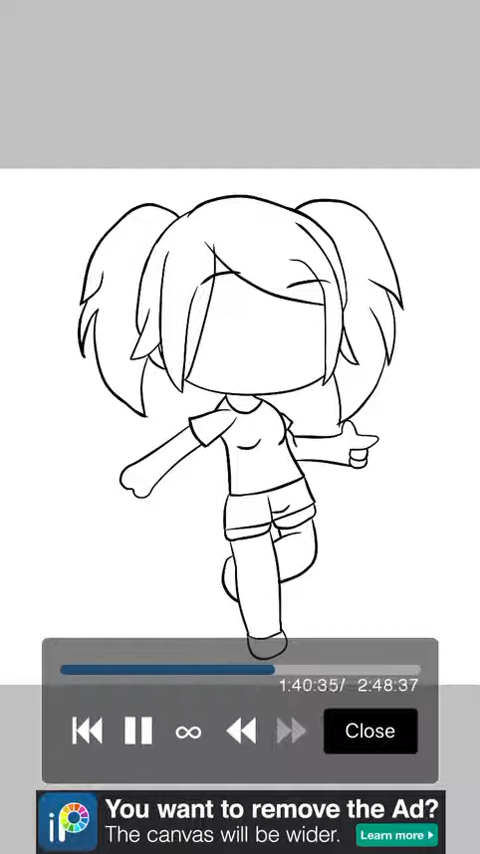 1:40:35/ 2:48:37
Close
iP
You want to remove the Ad?
The canvas will be wider.
Learn more